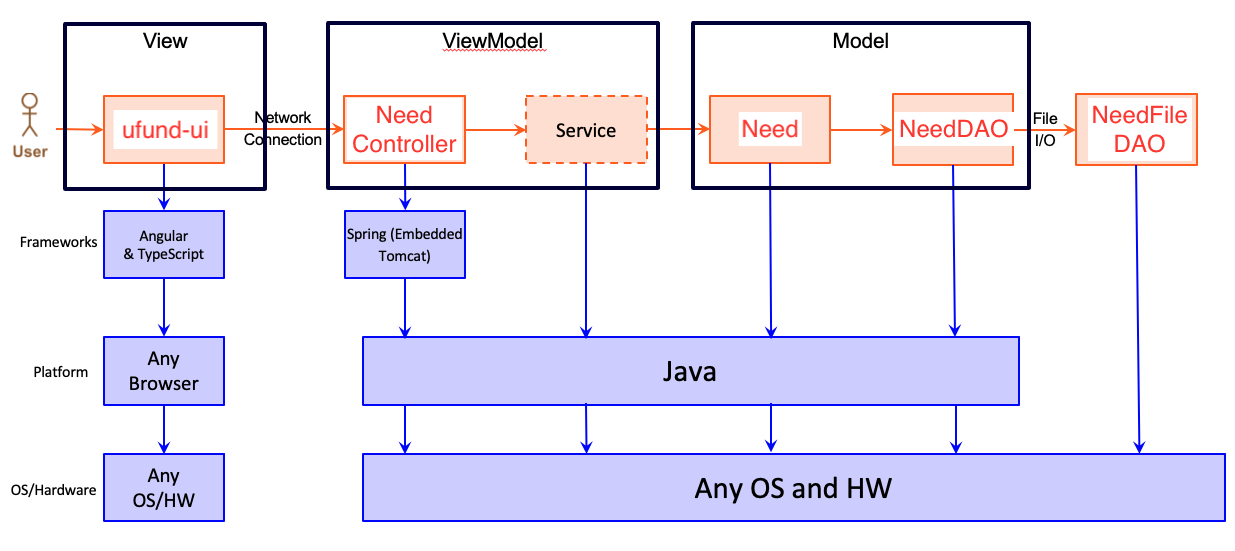 View
ViewModel
Model
User
ufund-ui
Network
Connection
Need
Controller
Service
Need
NeedDAO
File
I/O
NeedFile
DAO
Frameworks
Angular
& TypeScript
Spring (Embedded
Tomcat)
Platform
Any
Browser
Java
OS/Hardware
Any
OS/HW
Any OS and HW